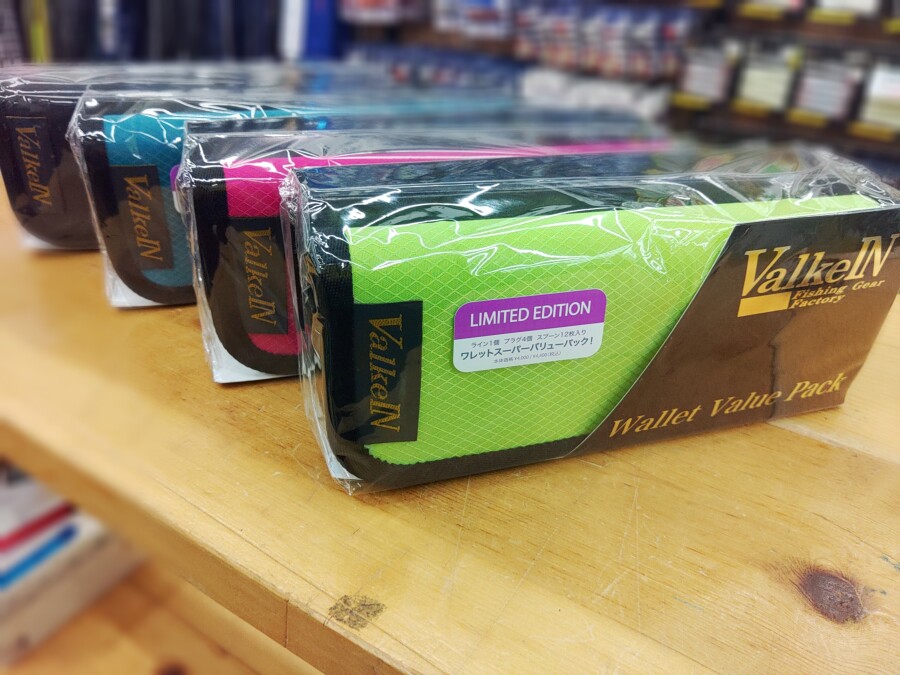 ValkeIN
ValkeIN
ValkeIN
ValkeIN
LIMITED EDITION
ライン1個 プラグ4個 スプーン12枚入り
ワレットスーパーバリューパック!
ValkeIN
Fishing Gear
Factory
Wallet Value Pack